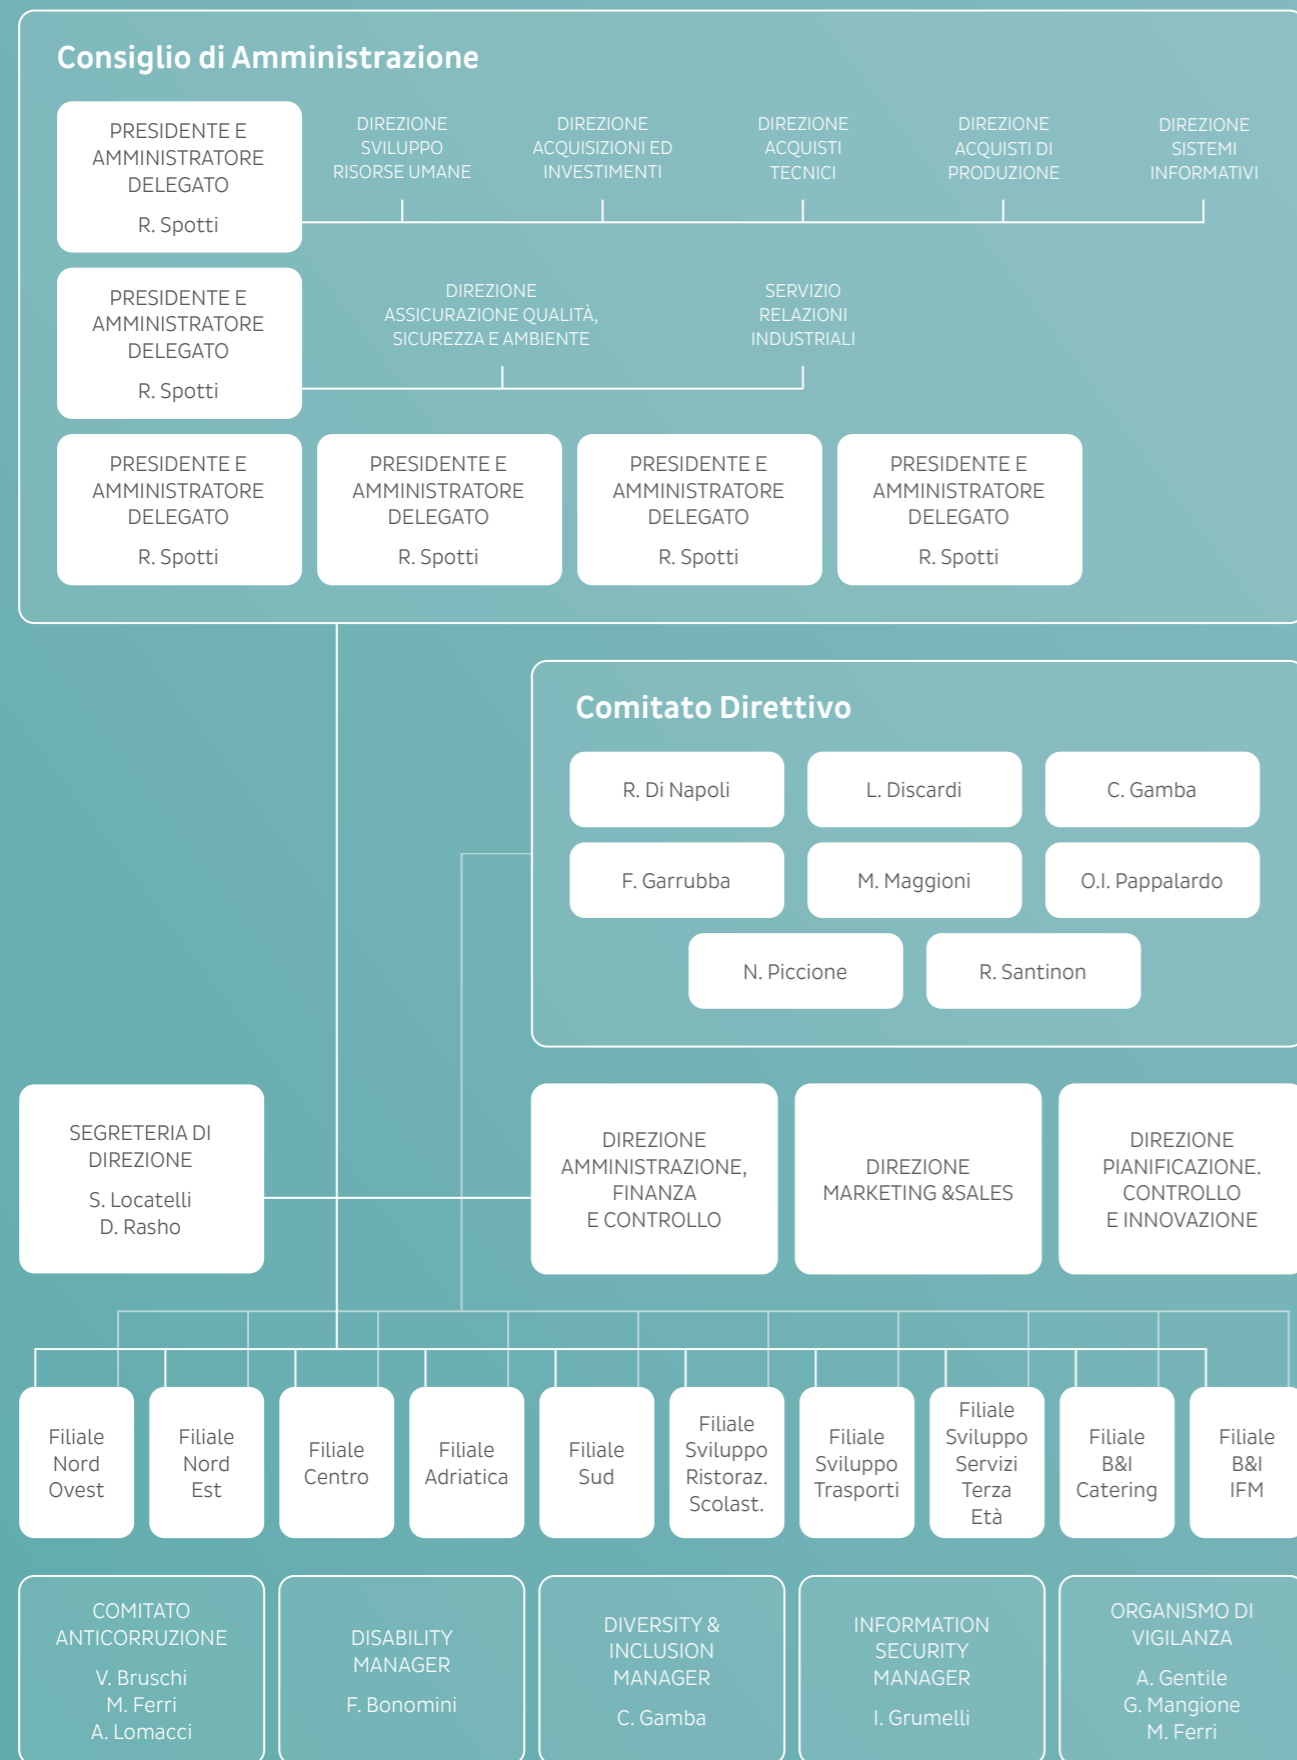 Consiglio di Amministrazione
PRESIDENTE E
AMMINISTRATORE
DELEGATO
R. Spotti
DIREZIONE
SVILUPPO
RISORSE UMANE
DIREZIONE
ACQUISIZIONI ED
INVESTIMENTI
DIREZIONE
ACQUISTI
TECNICI
DIREZIONE
ACQUISTI DI
PRODUZIONE
DIREZIONE
SISTEMI
INFORMATIVI
PRESIDENTE E
AMMINISTRATORE
DELEGATO
R. Spotti
DIREZIONE
ASSICURAZIONE QUALITÀ,
SICUREZZA E AMBIENTE
SERVIZIO
RELAZIONI
INDUSTRIALI
PRESIDENTE E
AMMINISTRATORE
DELEGATO
R. Spotti
PRESIDENTE E
AMMINISTRATORE
DELEGATO
R. Spotti
PRESIDENTE E
AMMINISTRATORE
DELEGATO
R. Spotti
PRESIDENTE E
AMMINISTRATORE
DELEGATO
R. Spotti
Comitato Direttivo
R. Di Napoli
L. Discardi
C. Gamba
F. Garrubba
M. Maggioni
O.I. Pappalardo
N. Piccione
R. Santinon
SEGRETERIA DI
DIREZIONE
S. Locatelli
D. Rasho
DIREZIONE
AMMINISTRAZIONE,
FINANZA
E CONTROLLO
DIREZIONE
MARKETING &SALES
DIREZIONE
PIANIFICAZIONE.
CONTROLLO
E INNOVAZIONE
Filiale
Nord
Ovest
Filiale
Nord
Est
Filiale
Centro
Filiale
Adriatica
Filiale
Sud
Filiale
Sviluppo
Ristoraz.
Scolast.
Filiale
Sviluppo
Trasporti
Filiale
Sviluppo
Servizi
Terza
Età
Filiale
B&I
Catering
Filiale
B&I
IFM
COMITATO
ANTICORRUZIONE
V. Bruschi
M. Ferri
A. Lomacci
DISABILITY
MANAGER
F. Bonomini
DIVERSITY &
INCLUSION
MANAGER
C. Gamba
INFORMATION
SECURITY
MANAGER
I. Grumelli
ORGANISMO DI
VIGILANZA
A. Gentile
G. Mangione
M. Ferri